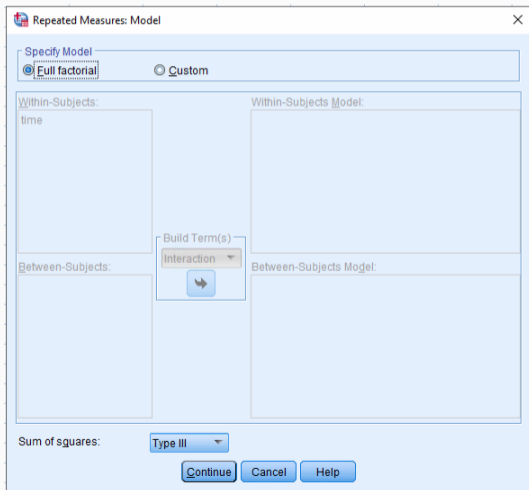 Repeated Measures: Model
Specify Model
Full factorial
Custom
Within-Subjects:
Within-Subjects Model:
time
Build Term(s)
Interaction
Between-Subjects:
Between-Subjects Model:
Sum of squares:
Type III
Continue
Cancel
Help